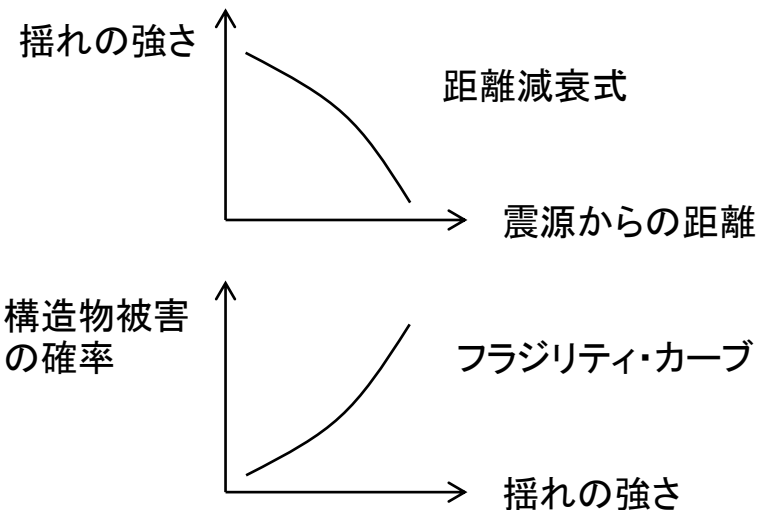 揺れの強さ
距離減衰式
震源からの距離
構造物被害
の確率
フラジリティ・カーブ
揺れの強さ